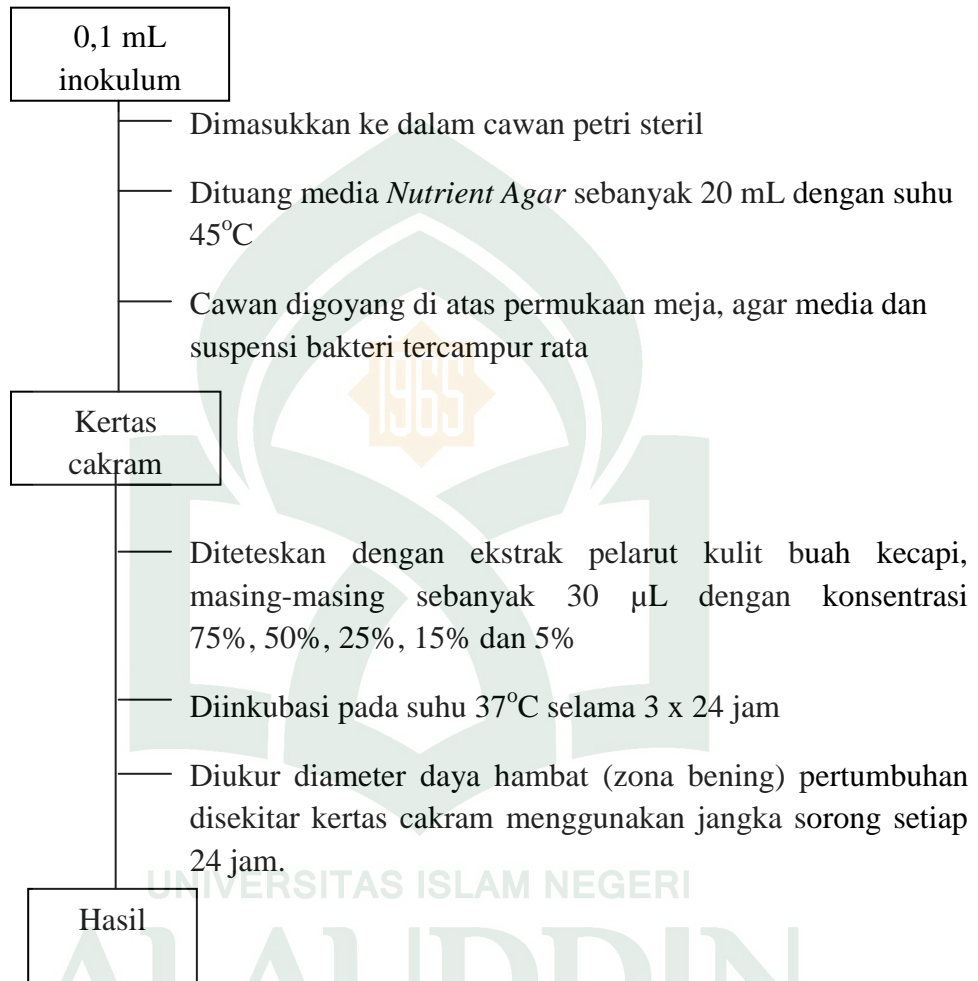 0,1 mL
inokulum
Dimasukkan ke dalam cawan petri steril
Dituang media Nutrient Agar sebanyak 20 mL dengan suhu
45°C
Cawan digoyang di atas permukaan meja, agar media dan
suspensi bakteri tercampur rata
1965
Kertas
cakram
Diteteskan dengan ekstrak pelarut kulit buah kecapi,
masing-masing sebanyak 30 µL dengan konsentrasi
75%, 50%, 25%, 15% dan 5%
Diinkubasi pada suhu 37°C selama 3 x 24 jam
Diukur diameter daya hambat (zona bening) pertumbuhan
disekitar kertas cakram menggunakan jangka sorong setiap
24 jam.
UNIVERSITAS ISLAM NEGERI
Hasil
ALAUDDIN